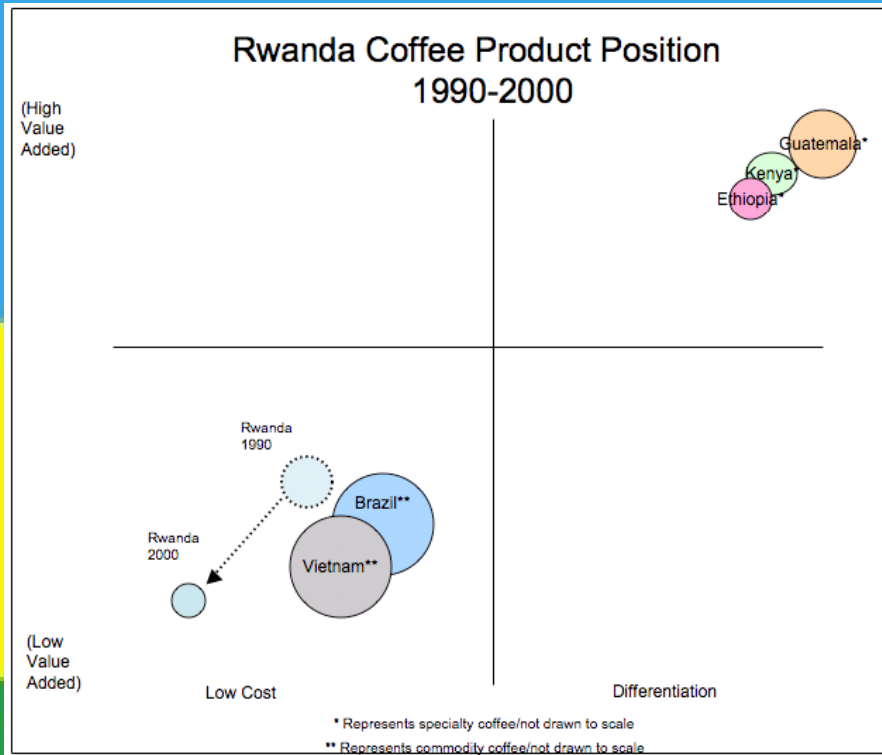 Rwanda Coffee Product Position
1990-2000
(High
Value
Added)
Guatemala*
Kenya*
Ethiopia*
Rwanda
1990
Brazil**
Rwanda
2000
Vietnam**
(Low
Value
Added)
Low Cost
Differentiation
* Represents specialty coffee/not drawn to scale
** Represents commodity coffee/not drawn to scale